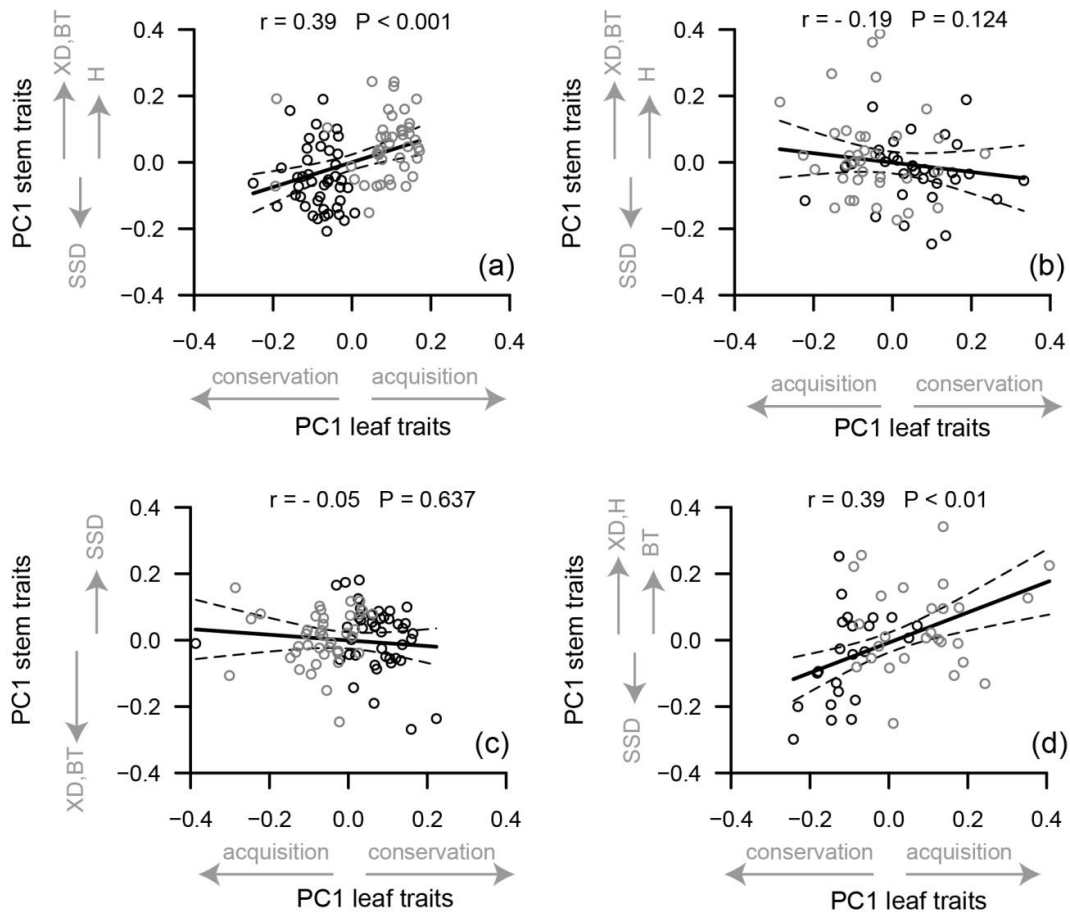 r = 0.39 P < 0.001
XD,BT
H
SSD
PC1 stem traits
0.4
0.2
0.0
−0.2
−0.4
(a)
−0.4 −0.2 0.0 0.2 0.4
conservation acquisition
PC1 leaf traits
r = - 0.19 P = 0.124
XD,BT
H
SSD
PC1 stem traits
0.4
0.2
0.0
−0.2
−0.4
(b)
−0.4 −0.2 0.0 0.2 0.4
acquisition conservation
PC1 leaf traits
r = - 0.05 P = 0.637
SSD
XD,BT
PC1 stem traits
0.4
0.2
0.0
−0.2
−0.4
(c)
−0.4 −0.2 0.0 0.2 0.4
acquisition conservation
PC1 leaf traits
r = 0.39 P < 0.01
XD,H
BT
SSD
PC1 stem traits
0.4
0.2
0.0
−0.2
−0.4
(d)
−0.4 −0.2 0.0 0.2 0.4
conservation acquisition
PC1 leaf traits